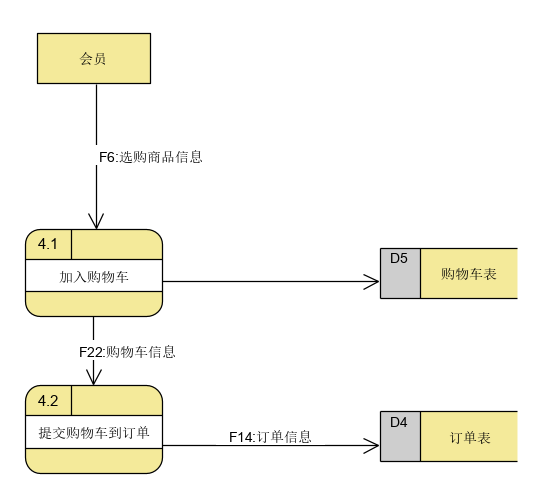 会员
F6:选购商品信息
4.1
加入购物车
D5
购物车表
F22:购物车信息
4.2
提交购物车到订单
F14:订单信息
D4
订单表